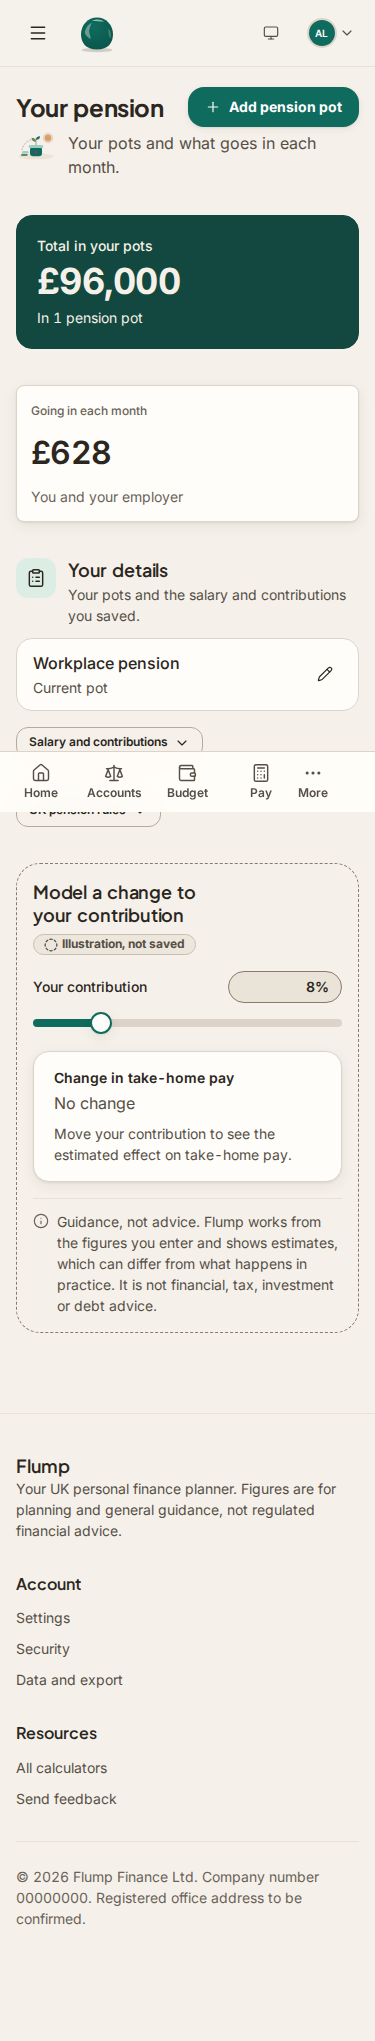 AL
Your pension
Add pension pot
Your pots and what goes in each
month.
Total in your pots
£96,000
In 1 pension pot
Going in each month
£628
You and your employer
Your details
Your pots and the salary and contributions
you saved.
Workplace pension
Current pot
Salary and contributions
Home
Accounts
Budget
Pay
More
UK pension rules
Model a change to
your contribution
Illustration, not saved
Your contribution
8%
Change in take-home pay
No change
Move your contribution to see the
estimated effect on take-home pay.
Guidance, not advice. Flump works from
the figures you enter and shows estimates,
which can differ from what happens in
practice. It is not financial, tax, investment
or debt advice.
Flump
Your UK personal finance planner. Figures are for
planning and general guidance, not regulated
financial advice.
Account
Settings
Security
Data and export
Resources
All calculators
Send feedback
© 2026 Flump Finance Ltd. Company number
00000000. Registered office address to be
confirmed.